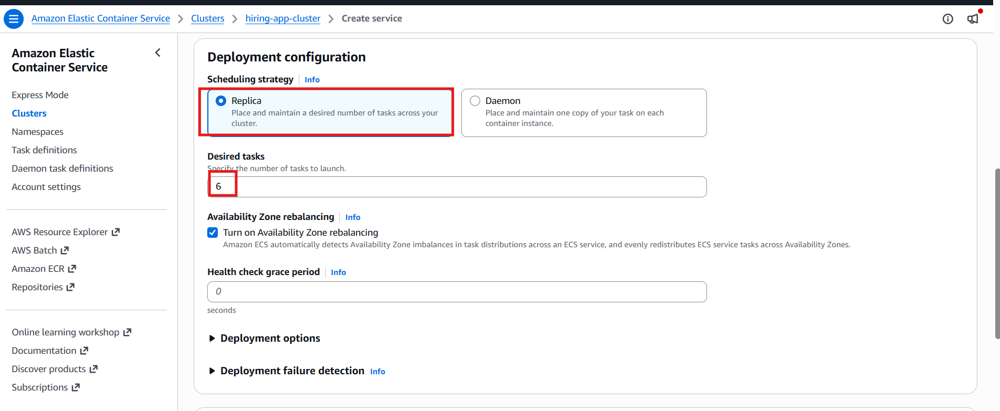 Amazon Elastic Container Service > Clusters > hiring-app-cluster > Create service
Amazon Elastic
Container Service
Express Mode
Clusters
Namespaces
Task definitions
Daemon task definitions
Account settings
AWS Resource Explorer
AWS Batch
Amazon ECR
Repositories
Online learning workshop
Documentation
Discover products
Subscriptions
Deployment configuration
Scheduling strategy Info
Replica
Place and maintain a desired number of tasks across your
cluster.
Daemon
Place and maintain one copy of your task on each
container instance.
Desired tasks
Specify the number of tasks to launch.
6
Availability Zone rebalancing Info
Turn on Availability Zone rebalancing
Amazon ECS automatically detects Availability Zone imbalances in task distributions across an ECS service, and evenly redistributes ECS service tasks across Availability Zones.
Health check grace period Info
0
seconds
Deployment options
Deployment failure detection Info